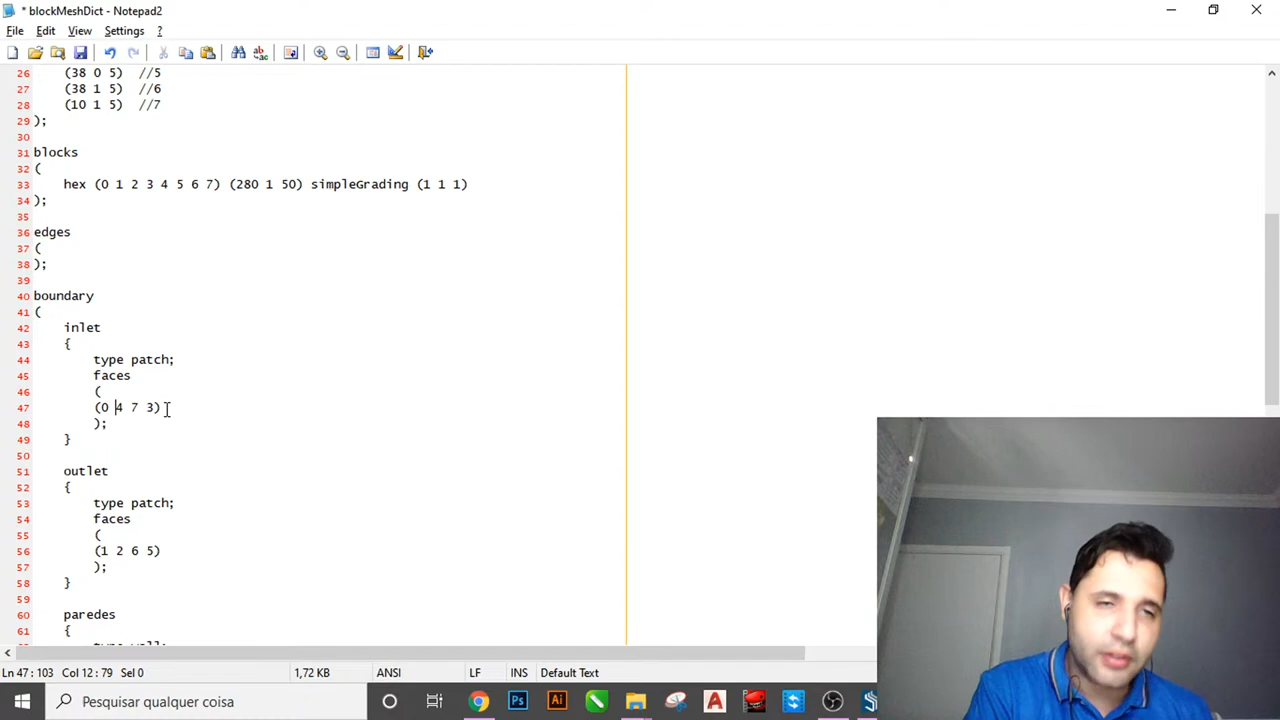 * blockMeshDict - Notepad2
File Edit View Settings ?
26 (38 0 5) //5
27 (38 1 5) //6
28 (10 1 5) //7
29 );
30
31 blocks
32 (
33 hex (0 1 2 3 4 5 6 7) (280 1 50) simpleGrading (1 1 1)
34 );
35
36 edges
37 (
38 );
39
40 boundary
41 (
42 inlet
43 {
44 type patch;
45 faces
46 (
47 (0 4 7 3)
48 );
49 }
50
51 outlet
52 {
53 type patch;
54 faces
55 (
56 (1 2 6 5)
57 );
58 }
59
60 paredes
61 {
type wall;
Ln 47 : 103 Col 12 : 79 Sel 0 1,72 KB ANSI LF INS Default Text
Pesquisar qualquer coisa